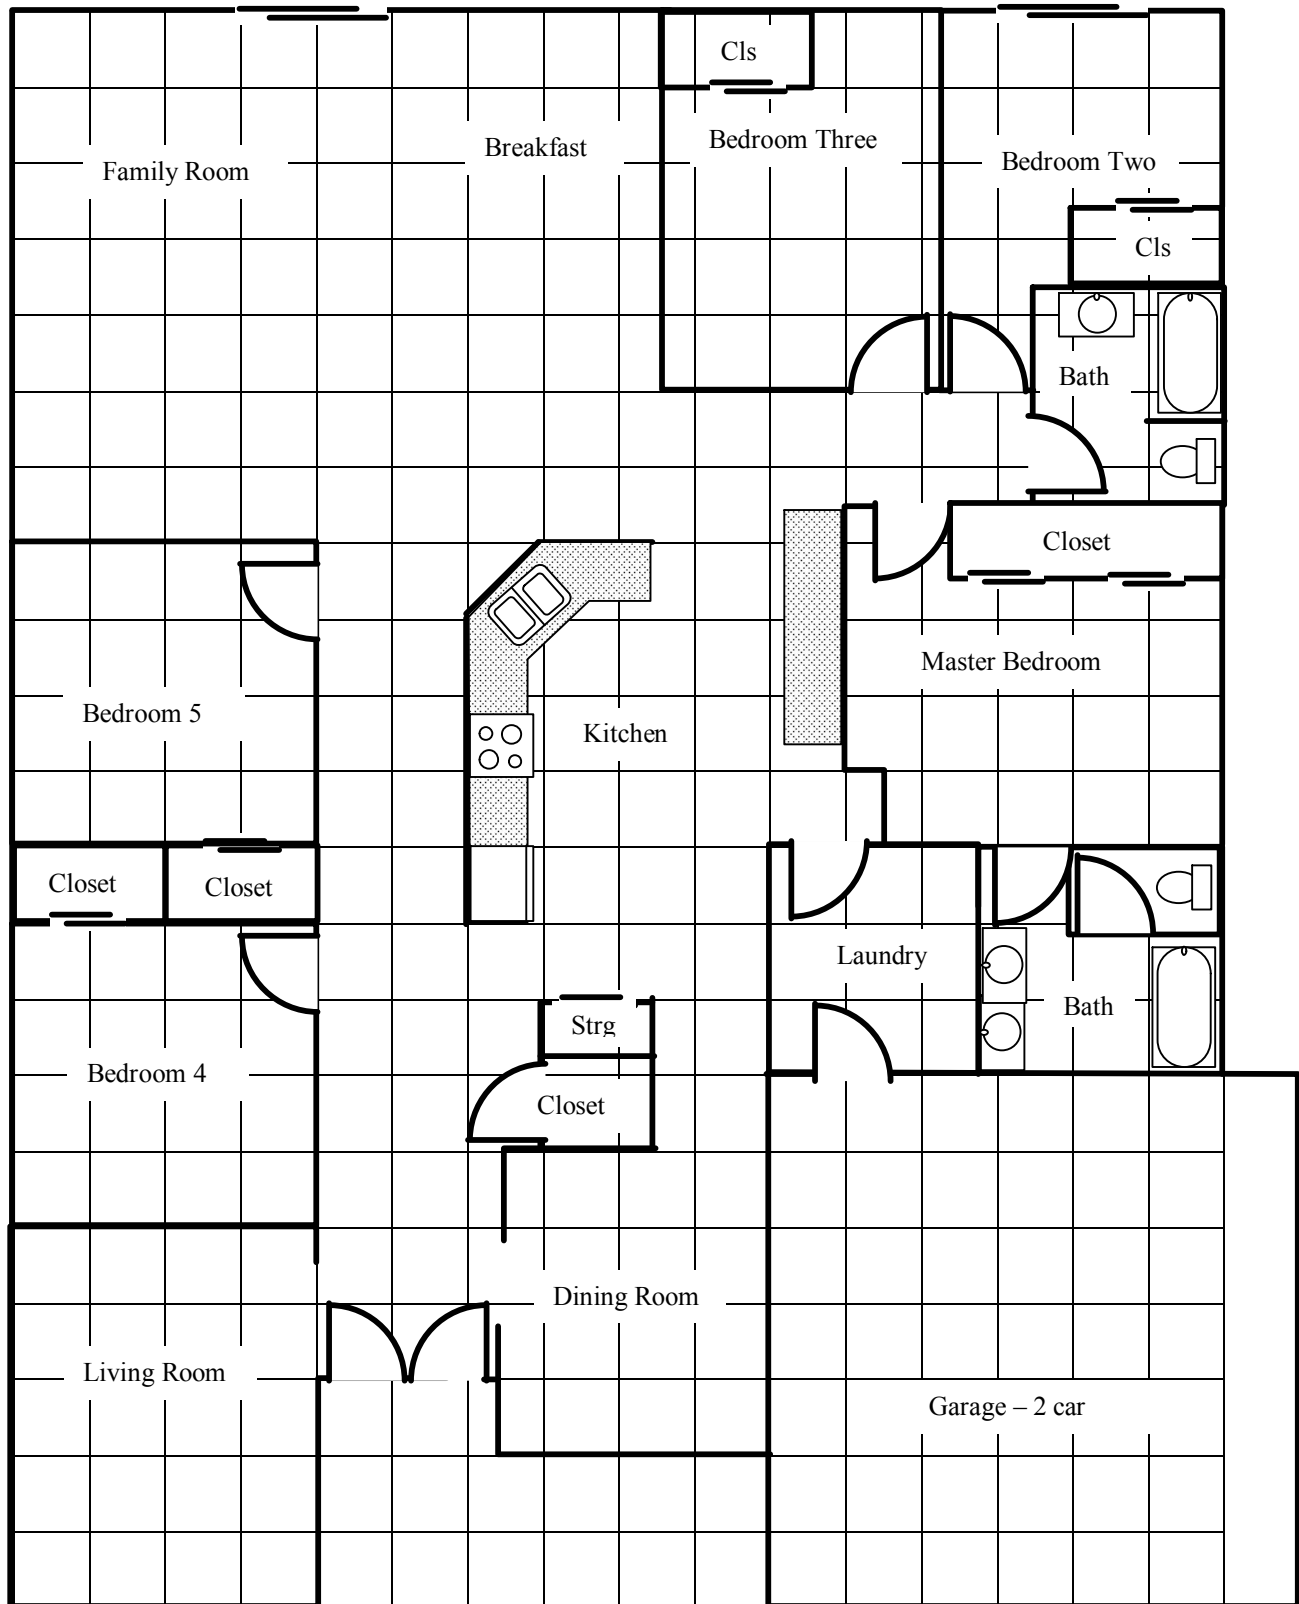 Cls
Bedroom Three
Breakfast
Bedroom Two
Family Room
Cls
Bath
Closet
Master Bedroom
Bedroom 5
Kitchen
Closet
Closet
Laundry
Bath
Strg
Bedroom 4
Closet
Dining Room
Living Room
Garage – 2 car